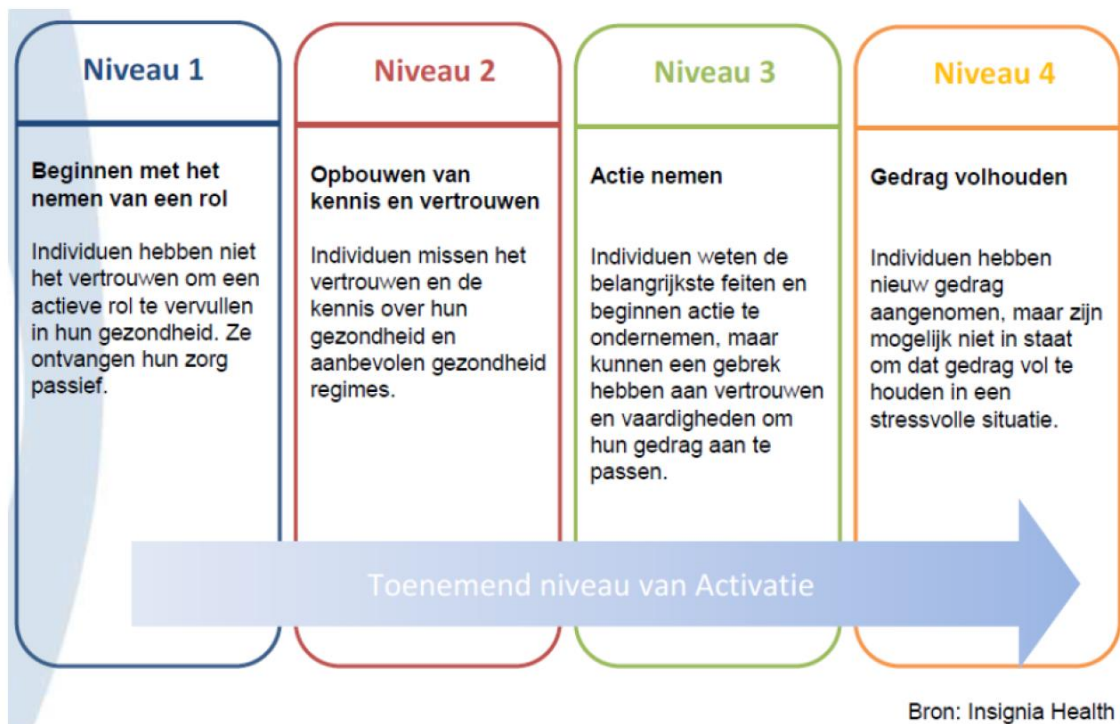 Niveau 1
Beginnen met het
nemen van een rol
Individuen hebben niet
het vertrouwen om een
actieve rol te vervullen
in hun gezondheid. Ze
ontvangen hun zorg
passief.
Niveau 2
Opbouwen van
kennis en vertrouwen
Individuen missen het
vertrouwen en de
kennis over hun
gezondheid en
aanbevolen gezondheid
regimes.
Niveau 3
Actie nemen
Individuen weten de
belangrijkste feiten en
beginnen actie te
ondernemen, maar
kunnen een gebrek
hebben aan vertrouwen
en vaardigheden om
hun gedrag aan te
passen.
Niveau 4
Gedrag volhouden
Individuen hebben
nieuw gedrag
aangenomen, maar zijn
mogelijk niet in staat
om dat gedrag vol te
houden in een
stressvolle situatie.
Toenemend niveau van Activatie
Bron: Insignia Health